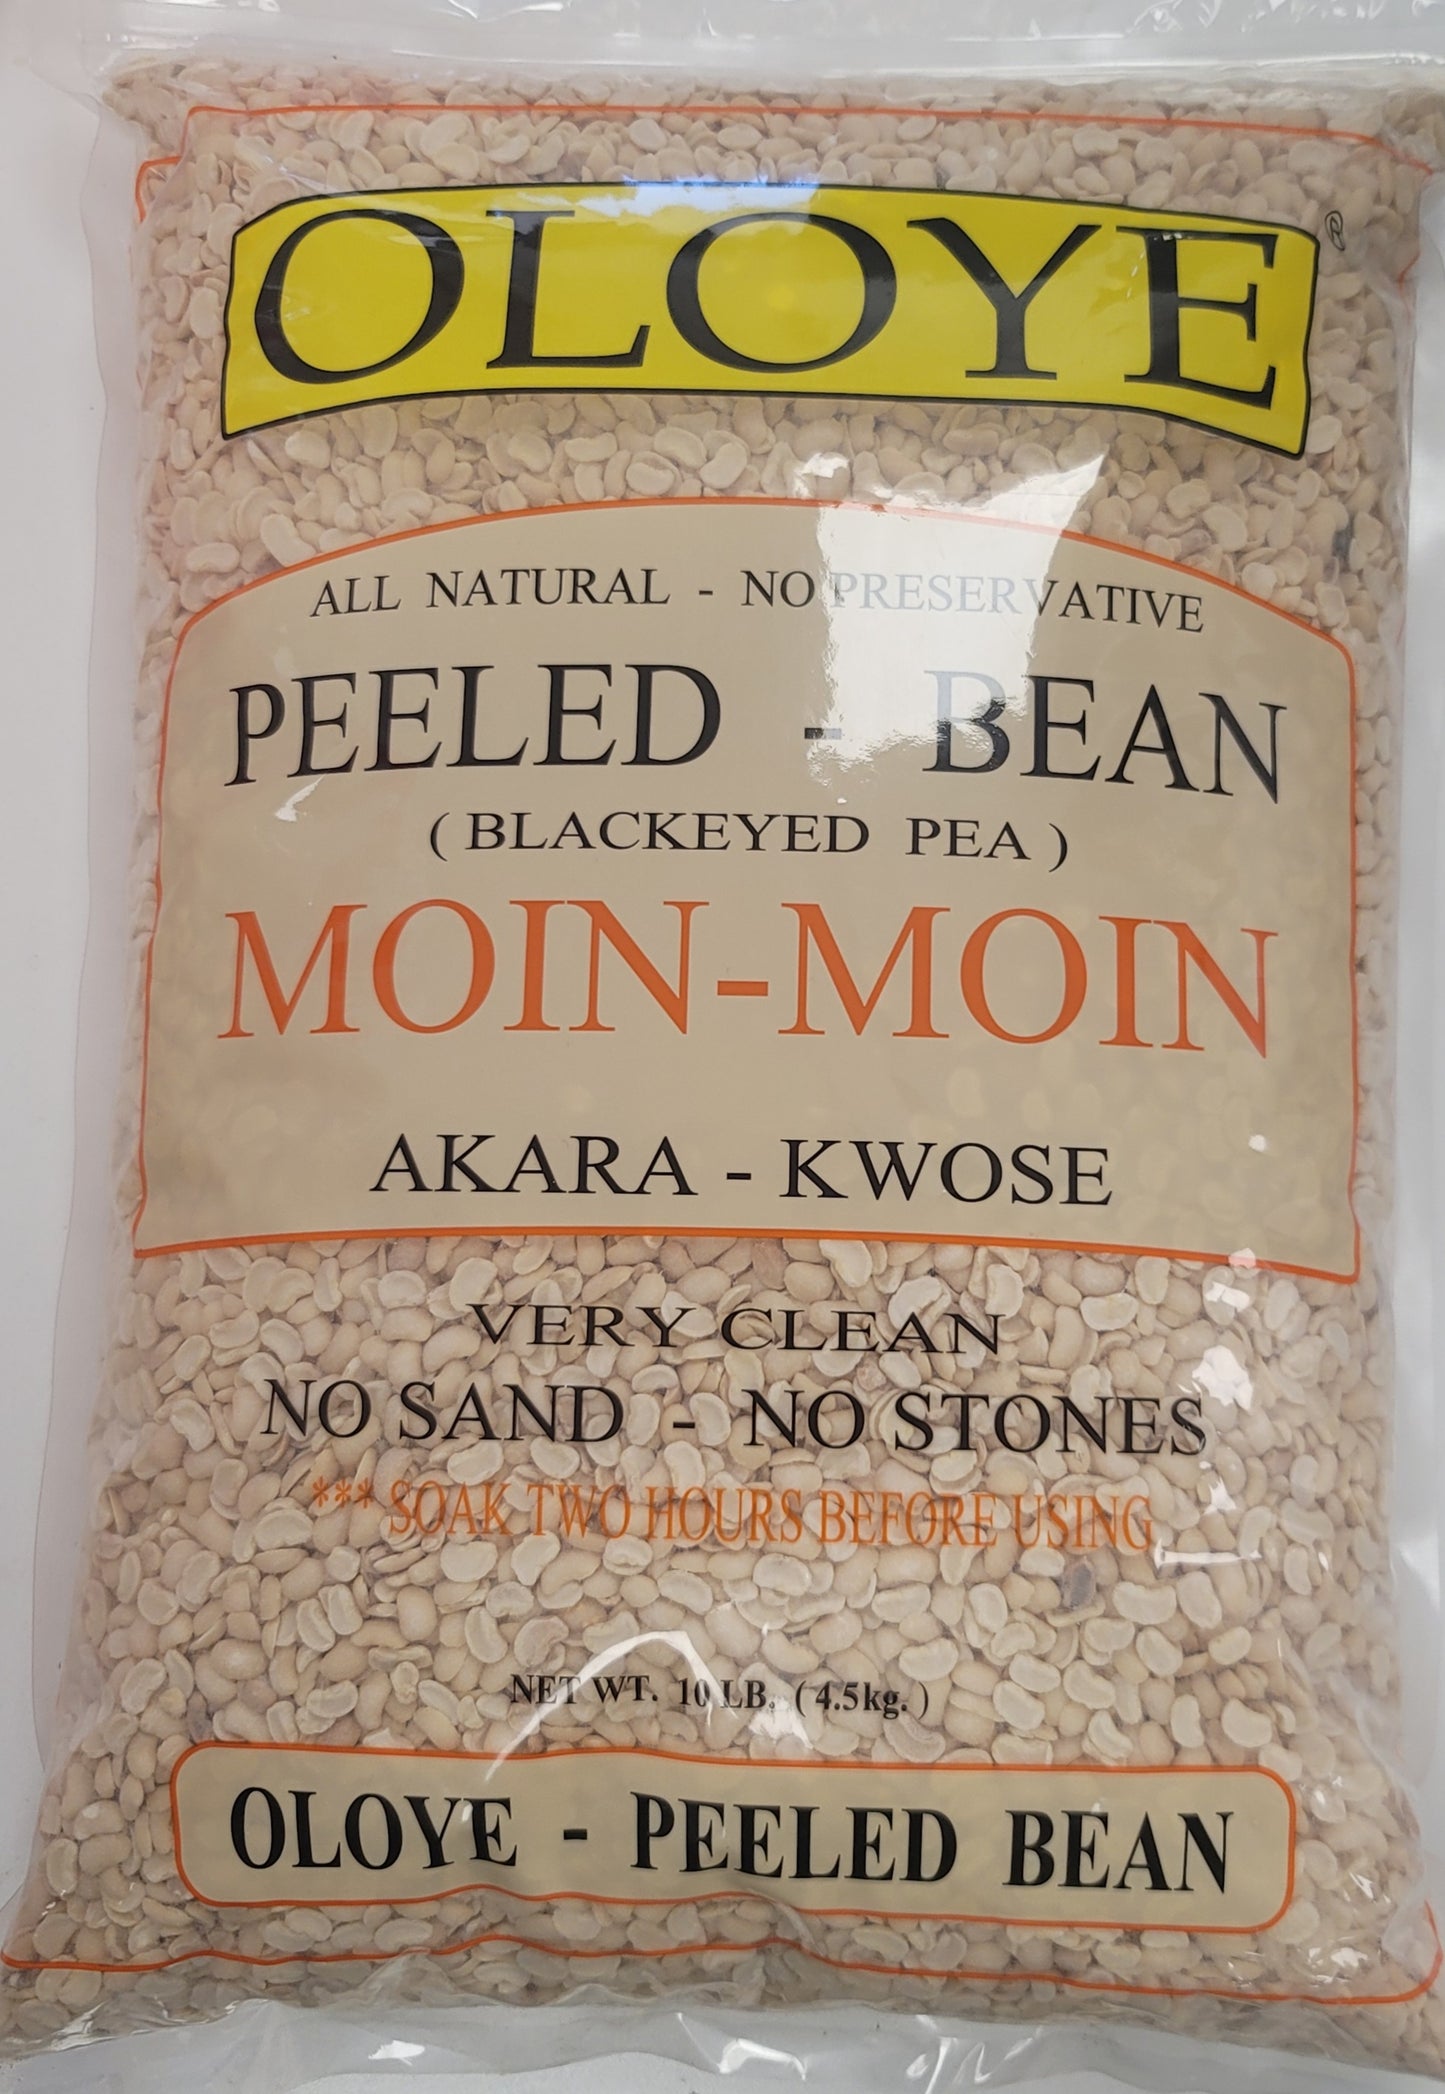 OLOYE ®
ALL NATURAL - NO PRESERVATIVE
PEELED - BEAN
( BLACKEYED PEA )
MOIN-MOIN
AKARA - KWOSE
VERY CLEAN
NO SAND - NO STONES
*** SOAK TWO HOURS BEFORE USING
NET WT. 10 LB. ( 4.5kg. )
OLOYE - PEELED BEAN